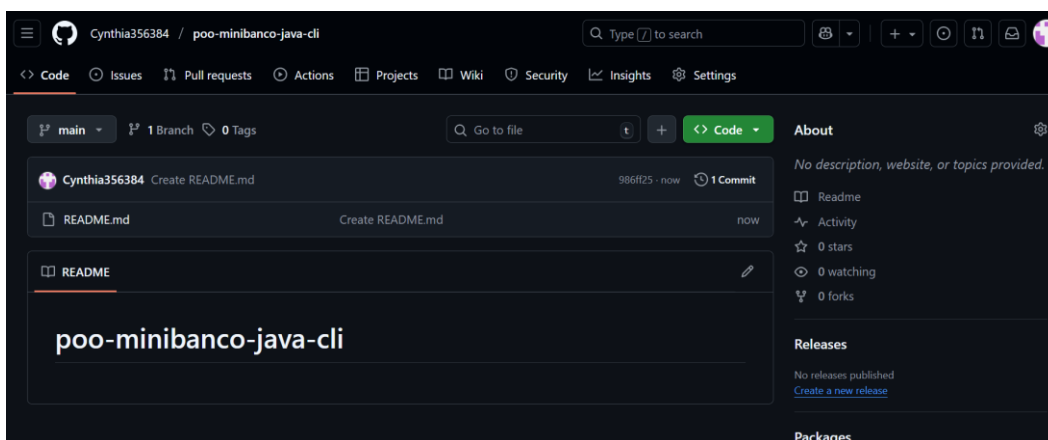 Cynthia356384 / poo-minibanco-java-cli
Type / to search
Code Issues Pull requests Actions Projects Wiki Security Insights Settings
main 1 Branch 0 Tags
Go to file t + Code
Cynthia356384 Create README.md 986ff25 · now 1 Commit
README.md Create README.md now
README
poo-minibanco-java-cli
About
No description, website, or topics provided.
Readme
Activity
0 stars
0 watching
0 forks
Releases
No releases published
Create a new release
Packages